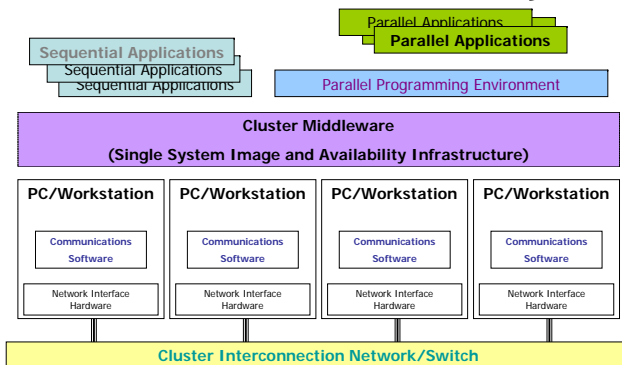 Parallel Applications
Parallel Applications
Sequential Applications
Sequential Applications
Sequential Applications
Parallel Programming Environment
Cluster Middleware
(Single System Image and Availability Infrastructure)
PC/Workstation
PC/Workstation
PC/Workstation
PC/Workstation
Communications
Software
Communications
Software
Communications
Software
Communications
Software
Network Interface
Hardware
Network Interface
Hardware
Network Interface
Hardware
Network Interface
Hardware
Cluster Interconnection Network/Switch